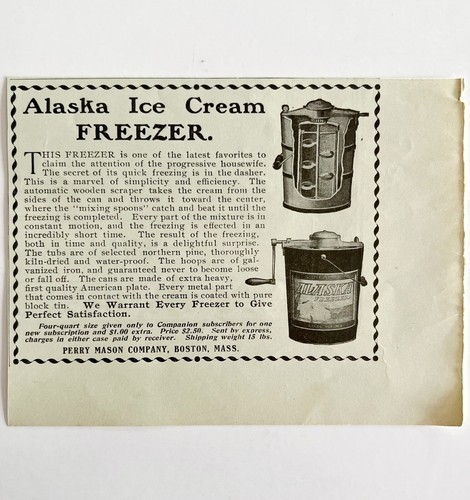 Alaska Ice Cream
FREEZER.
THIS FREEZER is one of the latest favorites to
claim the attention of the progressive housewife.
The secret of its quick freezing is in the dasher.
This is a marvel of simplicity and efficiency. The
automatic wooden scraper takes the cream from the
sides of the can and throws it toward the center,
where the "mixing spoons" catch and beat it until the
freezing is completed. Every part of the mixture is in
constant motion, and the freezing is effected in an
incredibly short time. The result of the freezing,
both in time and quality, is a delightful surprise.
The tubs are of selected northern pine, thoroughly
kiln-dried and water-proof. The hoops are of gal-
vanized iron, and guaranteed never to become loose
or fall off. The cans are made of extra heavy,
first quality American plate. Every metal part
that comes in contact with the cream is coated with pure
block tin. We Warrant Every Freezer to Give
Perfect Satisfaction.
Four-quart size given only to Companion subscribers for one
new subscription and $1.00 extra. Price $2.50. Sent by express,
charges in either case paid by receiver. Shipping weight 15 lbs.
PERRY MASON COMPANY, BOSTON, MASS.
ALASKA
FREEZER